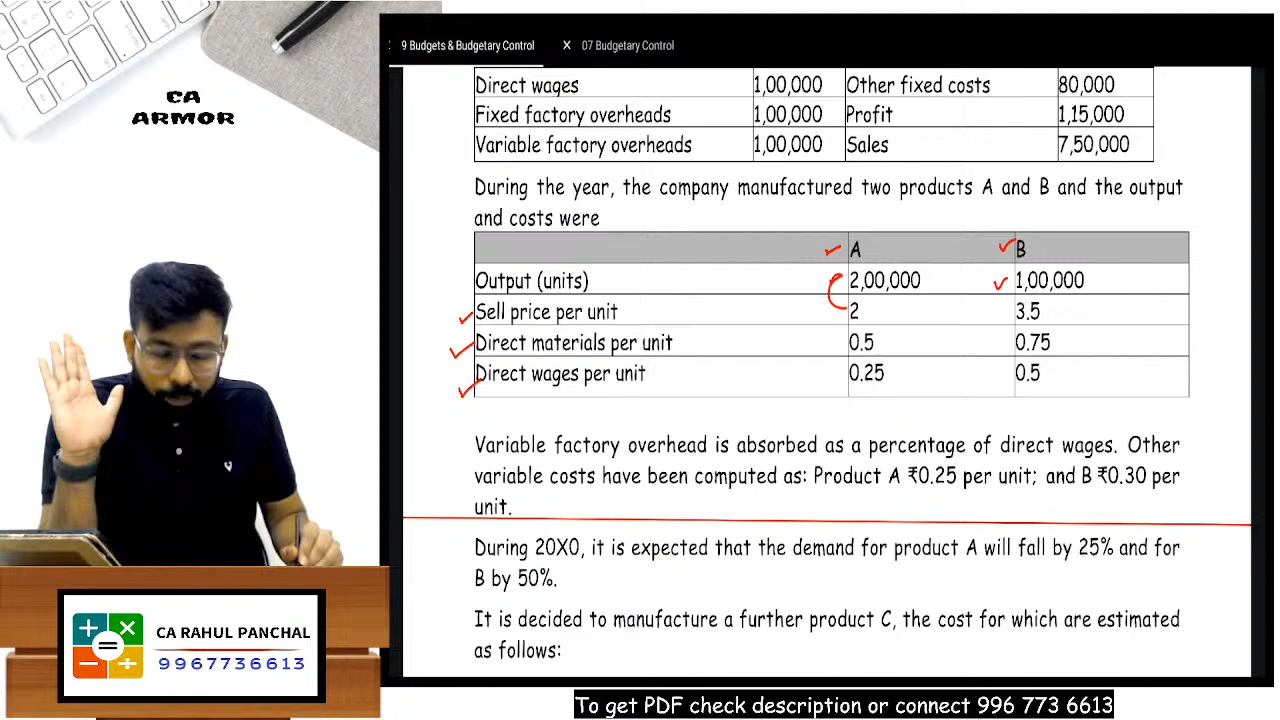 CA
ARMOR
9 Budgets & Budgetary Control
07 Budgetary Control
Direct wages 1,00,000 Other fixed costs 80,000
Fixed factory overheads 1,00,000 Profit 1,15,000
Variable factory overheads 1,00,000 Sales 7,50,000
During the year, the company manufactured two products A and B and the output
and costs were
A B
Output (units) 2,00,000 1,00,000
Sell price per unit 2 3.5
Direct materials per unit 0.5 0.75
Direct wages per unit 0.25 0.5
Variable factory overhead is absorbed as a percentage of direct wages. Other
variable costs have been computed as: Product A ₹0.25 per unit; and B ₹0.30 per
unit.
During 20X0, it is expected that the demand for product A will fall by 25% and for
B by 50%.
It is decided to manufacture a further product C, the cost for which are estimated
as follows:
CA RAHUL PANCHAL
9967736613
To get PDF check description or connect 996 773 6613